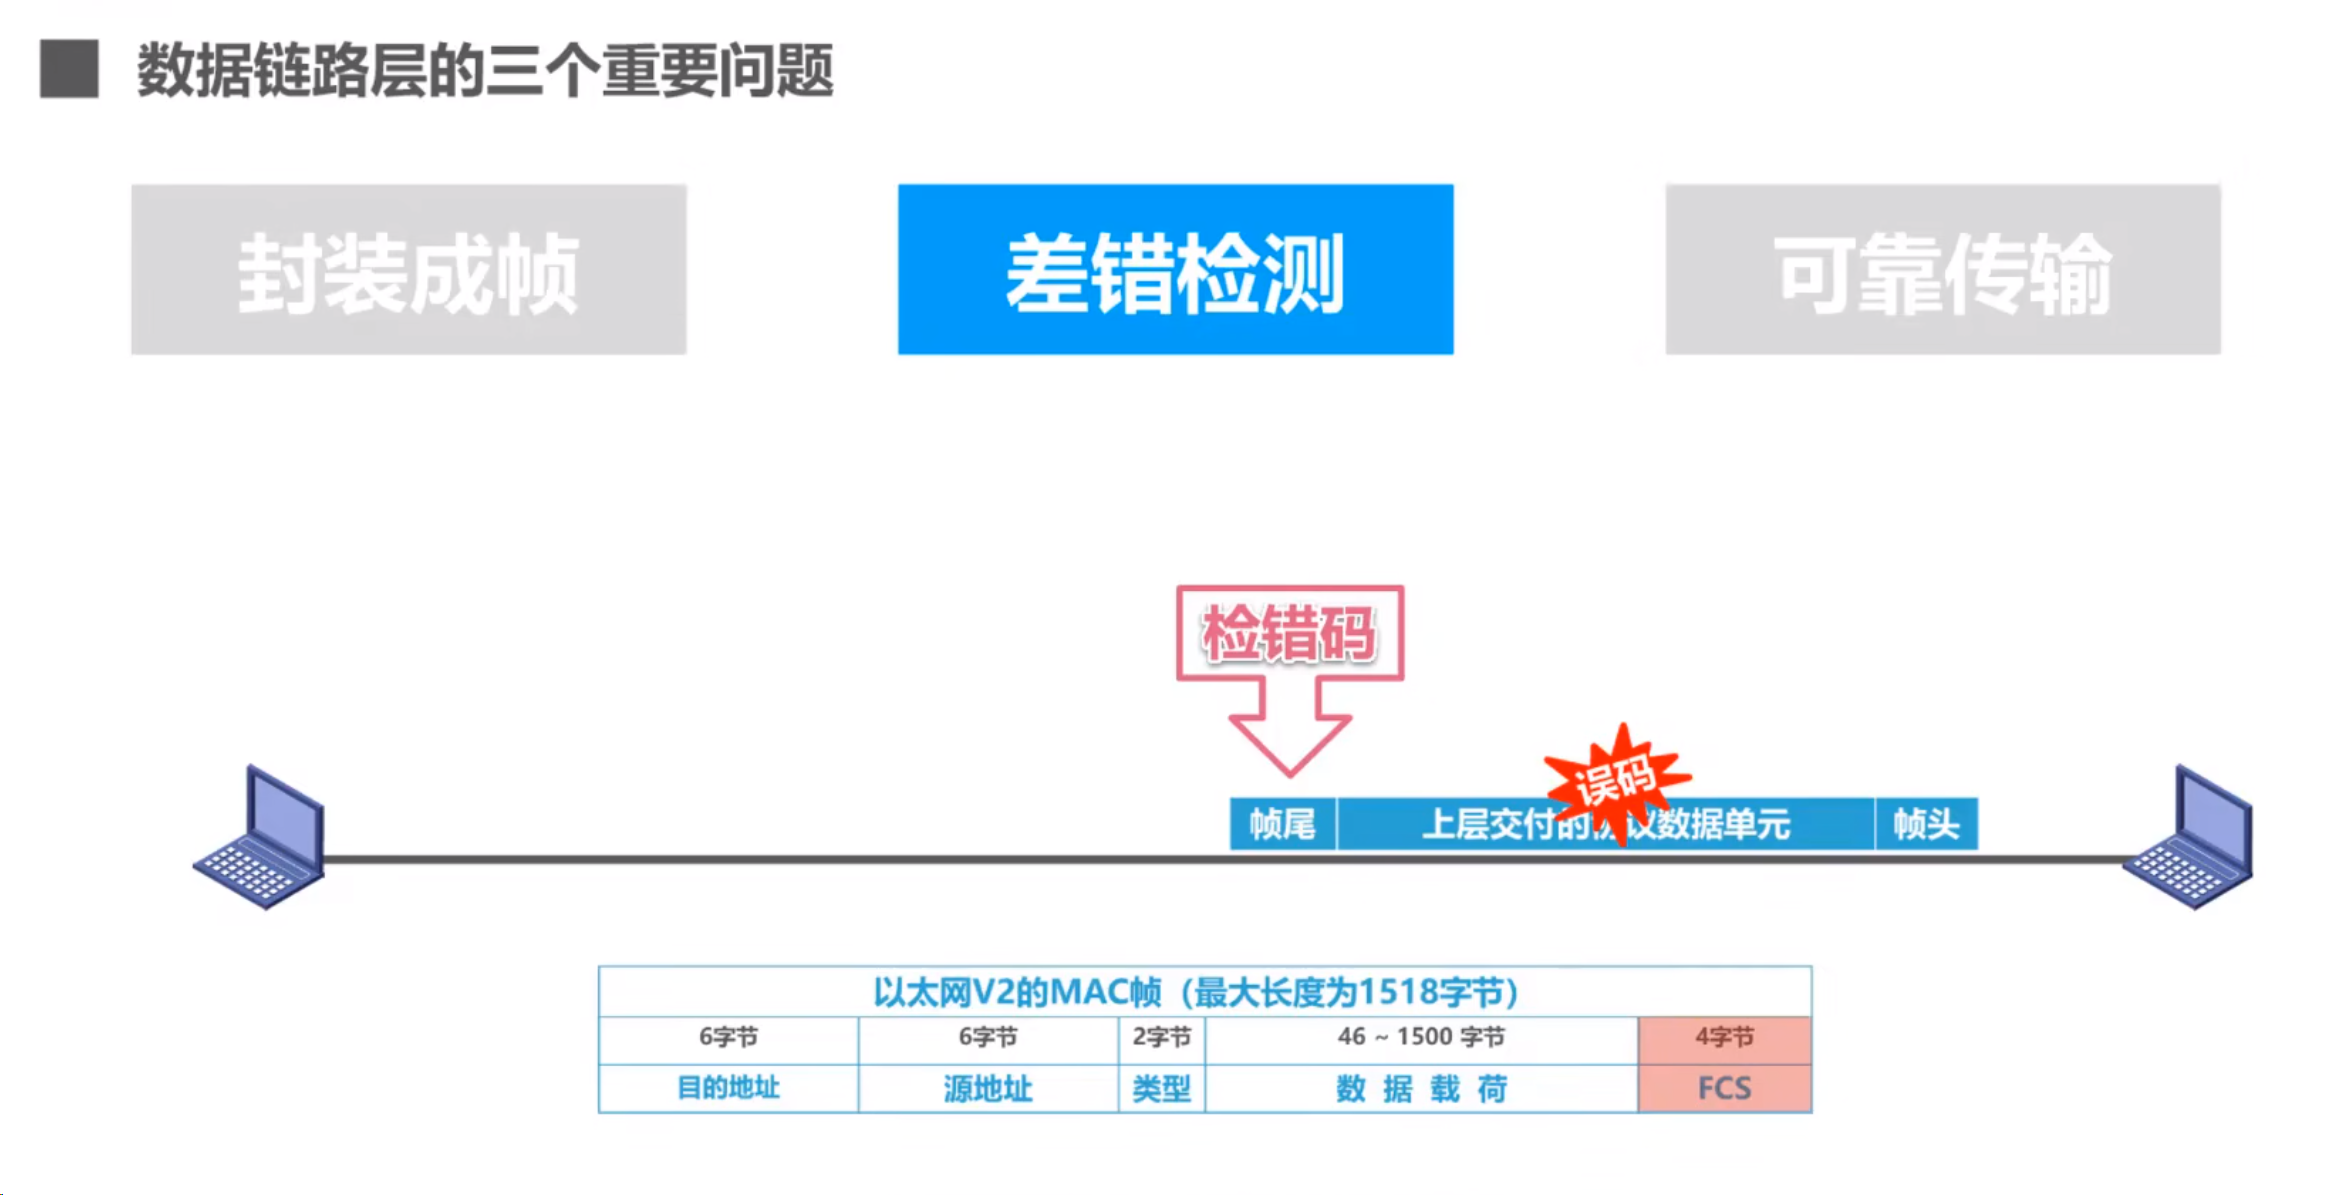 数据链路层的三个重要问题
封装成帧
差错检测
可靠传输
检错码
误码
帧尾
上层交付的协议数据单元
帧头
以太网V2的MAC帧（最大长度为1518字节）
6字节
6字节
2字节
46 ~ 1500 字节
4字节
目的地址
源地址
类型
数 据 载 荷
FCS